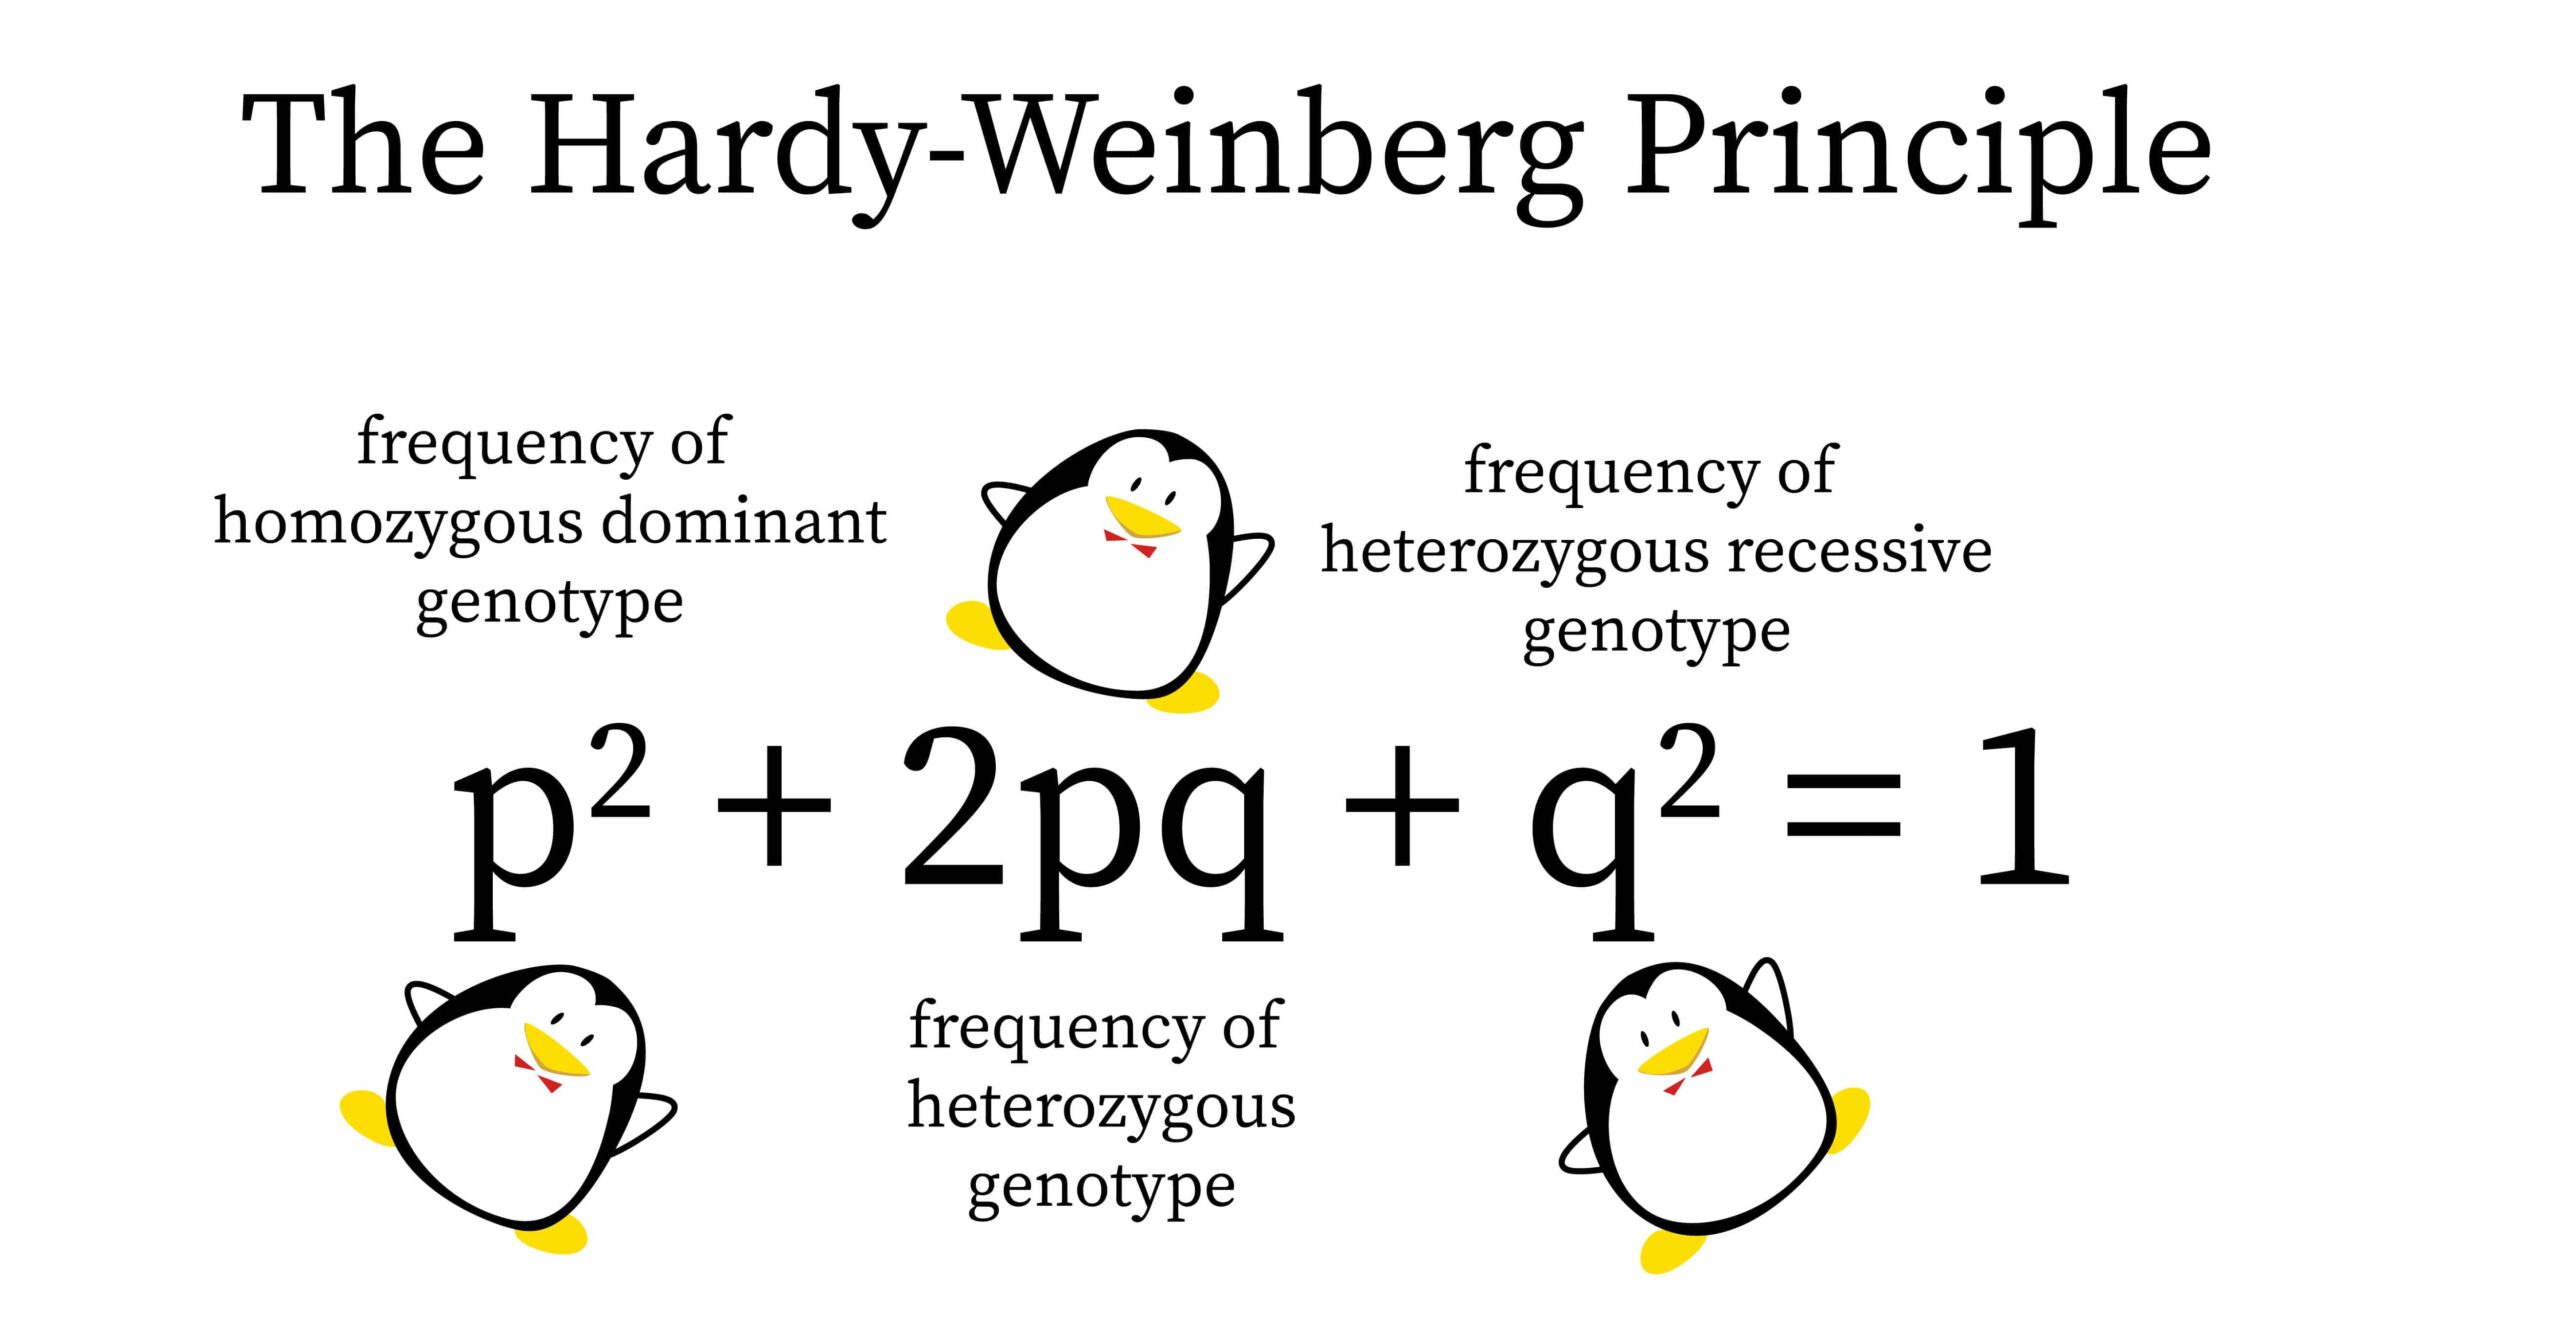 The Hardy-Weinberg Principle
frequency of
homozygous dominant
genotype
frequency of
heterozygous recessive
genotype
p² + 2pq + q² = 1
frequency of
heterozygous
genotype